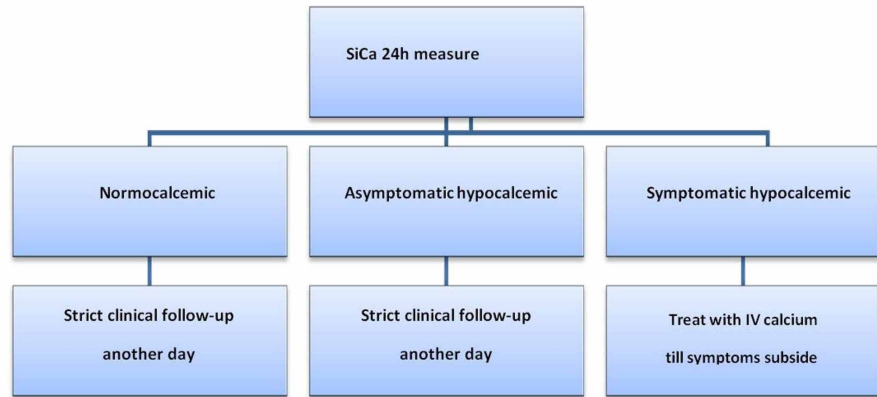 SiCa 24h measure
Normocalcemic
Asymptomatic hypocalcemic
Symptomatic hypocalcemic
Strict clinical follow-up
another day
Strict clinical follow-up
another day
Treat with IV calcium
till symptoms subside